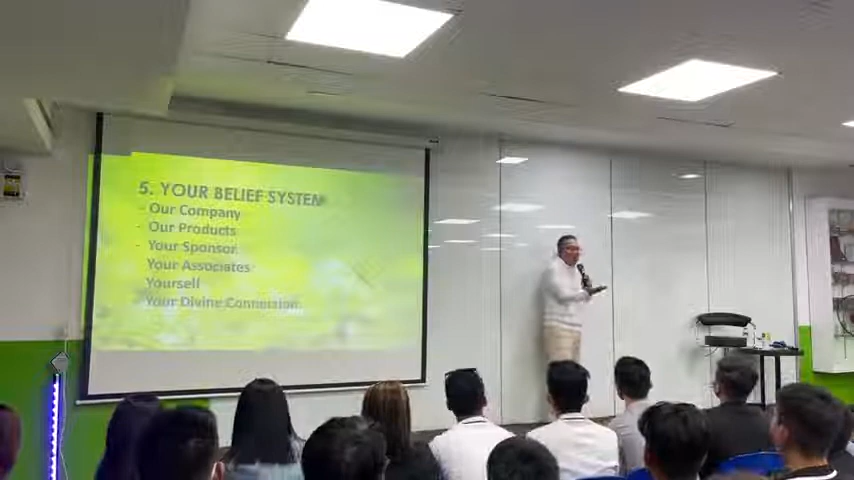 5. YOUR BELIEF SYSTEM
- Our Company
- Our Products
- Your Sponsor
- Your Associates
- Yourself
- Your Divine Connection